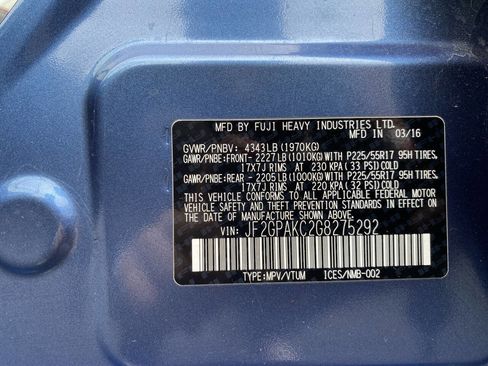 MFD BY FUJI HEAVY INDUSTRIES LTD.
MFD IN 03/16
GVWR/PNBV: 4343LB(1970KG)
GAWR/PNBE:FRONT- 2227LB(1010KG)WITH P225/55R17 95H TIRES,
17X7J RIMS AT 230 KPA(33 PSI)COLD
GAWR/PNBE:REAR - 2205LB(1000KG)WITH P225/55R17 95H TIRES,
17X7J RIMS AT 220 KPA(32 PSI)COLD
THIS VEHICLE CONFORMS TO ALL APPLICABLE FEDERAL MOTOR
VEHICLE SAFETY AND THEFT PREVENTION STANDARDS IN EFFECT
ON THE DATE OF MANUFACTURE SHOWN ABOVE.
VIN: JF2GPAKC2G8275292
TYPE:MPV/VTUM ICES/NMB-002